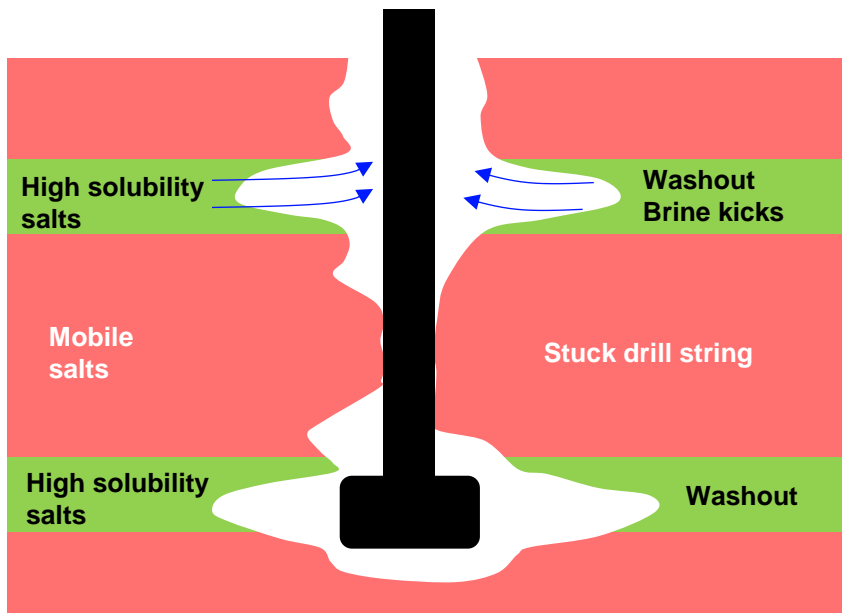 High solubility
salts
Washout
Brine kicks
Mobile
salts
Stuck drill string
High solubility
salts
Washout